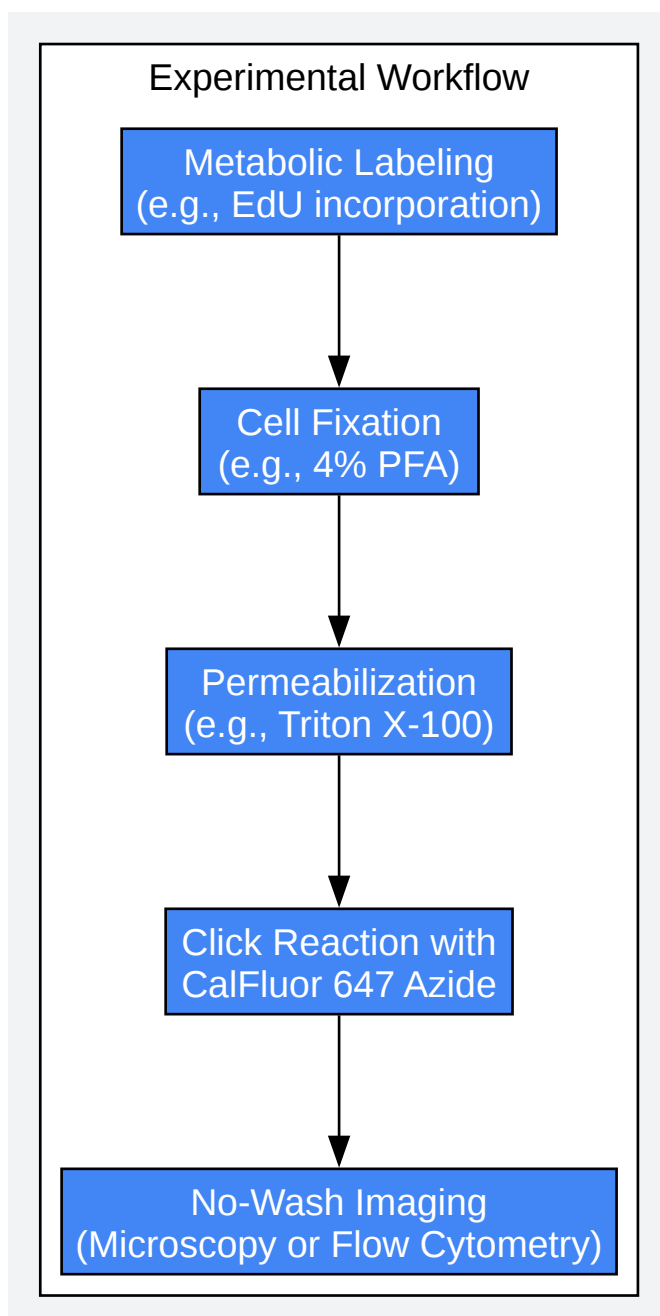 Experimental Workflow
Metabolic Labeling
(e.g., EdU incorporation)
Cell Fixation
(e.g., 4% PFA)
Permeabilization
(e.g., Triton X-100)
Click Reaction with
CalFluor 647 Azide
No-Wash Imaging
(Microscopy or Flow Cytometry)